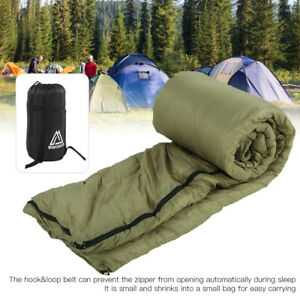 The hook&loop belt can prevent the zipper from opening automatically during sleep
It is small and shrinks into a small bag for easy carrying